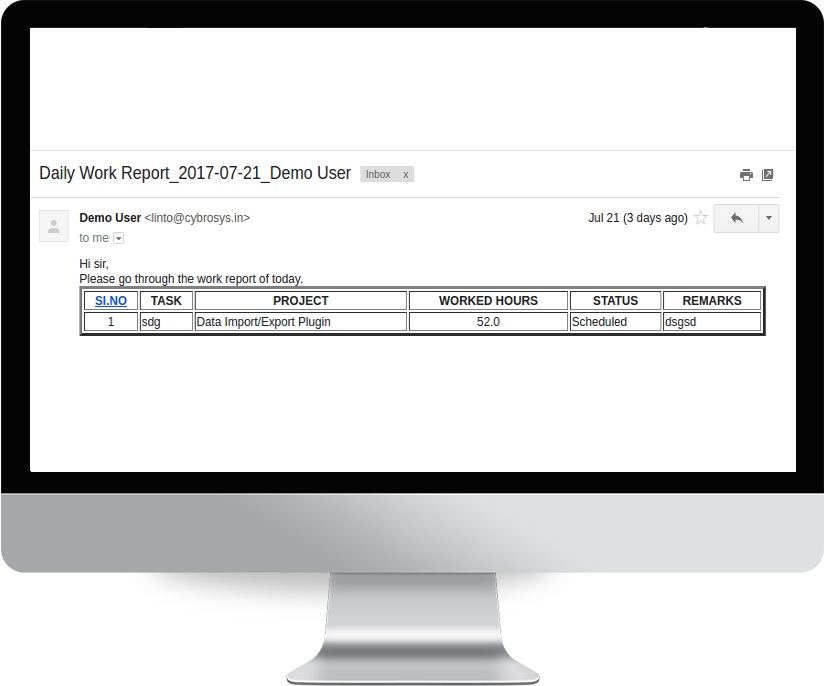 Daily Work Report_2017-07-21_Demo User Inbox x
Demo User <linto@cybrosys.in> Jul 21 (3 days ago)
to me
Hi sir,
Please go through the work report of today.
SI.NO TASK PROJECT WORKED HOURS STATUS REMARKS
1 sdg Data Import/Export Plugin 52.0 Scheduled dsgsd